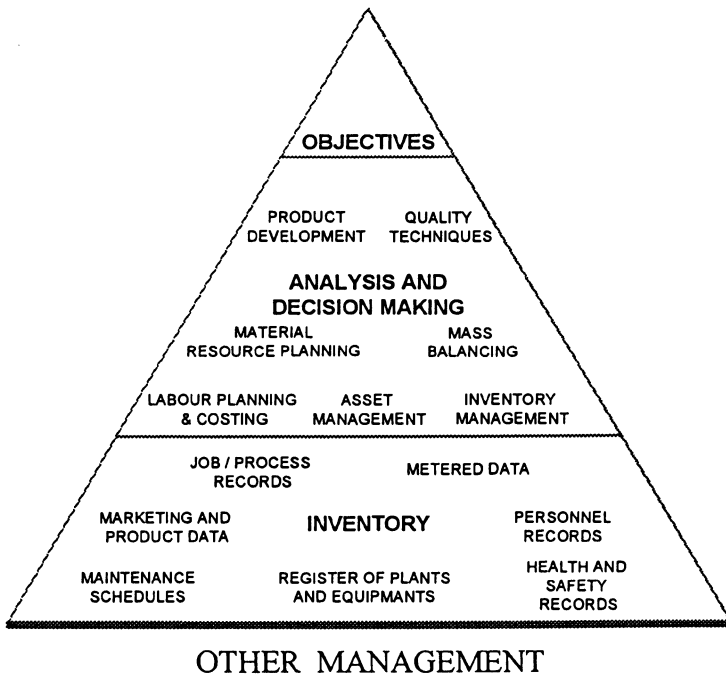 OBJECTIVES
PRODUCT
DEVELOPMENT
QUALITY
TECHNIQUES
ANALYSIS AND
DECISION MAKING
MATERIAL
RESOURCE PLANNING
MASS
BALANCING
LABOUR PLANNING
& COSTING
ASSET
MANAGEMENT
INVENTORY
MANAGEMENT
JOB / PROCESS
RECORDS
METERED DATA
MARKETING AND
PRODUCT DATA
INVENTORY
PERSONNEL
RECORDS
MAINTENANCE
SCHEDULES
REGISTER OF PLANTS
AND EQUIPMANTS
HEALTH AND
SAFETY
RECORDS
OTHER MANAGEMENT